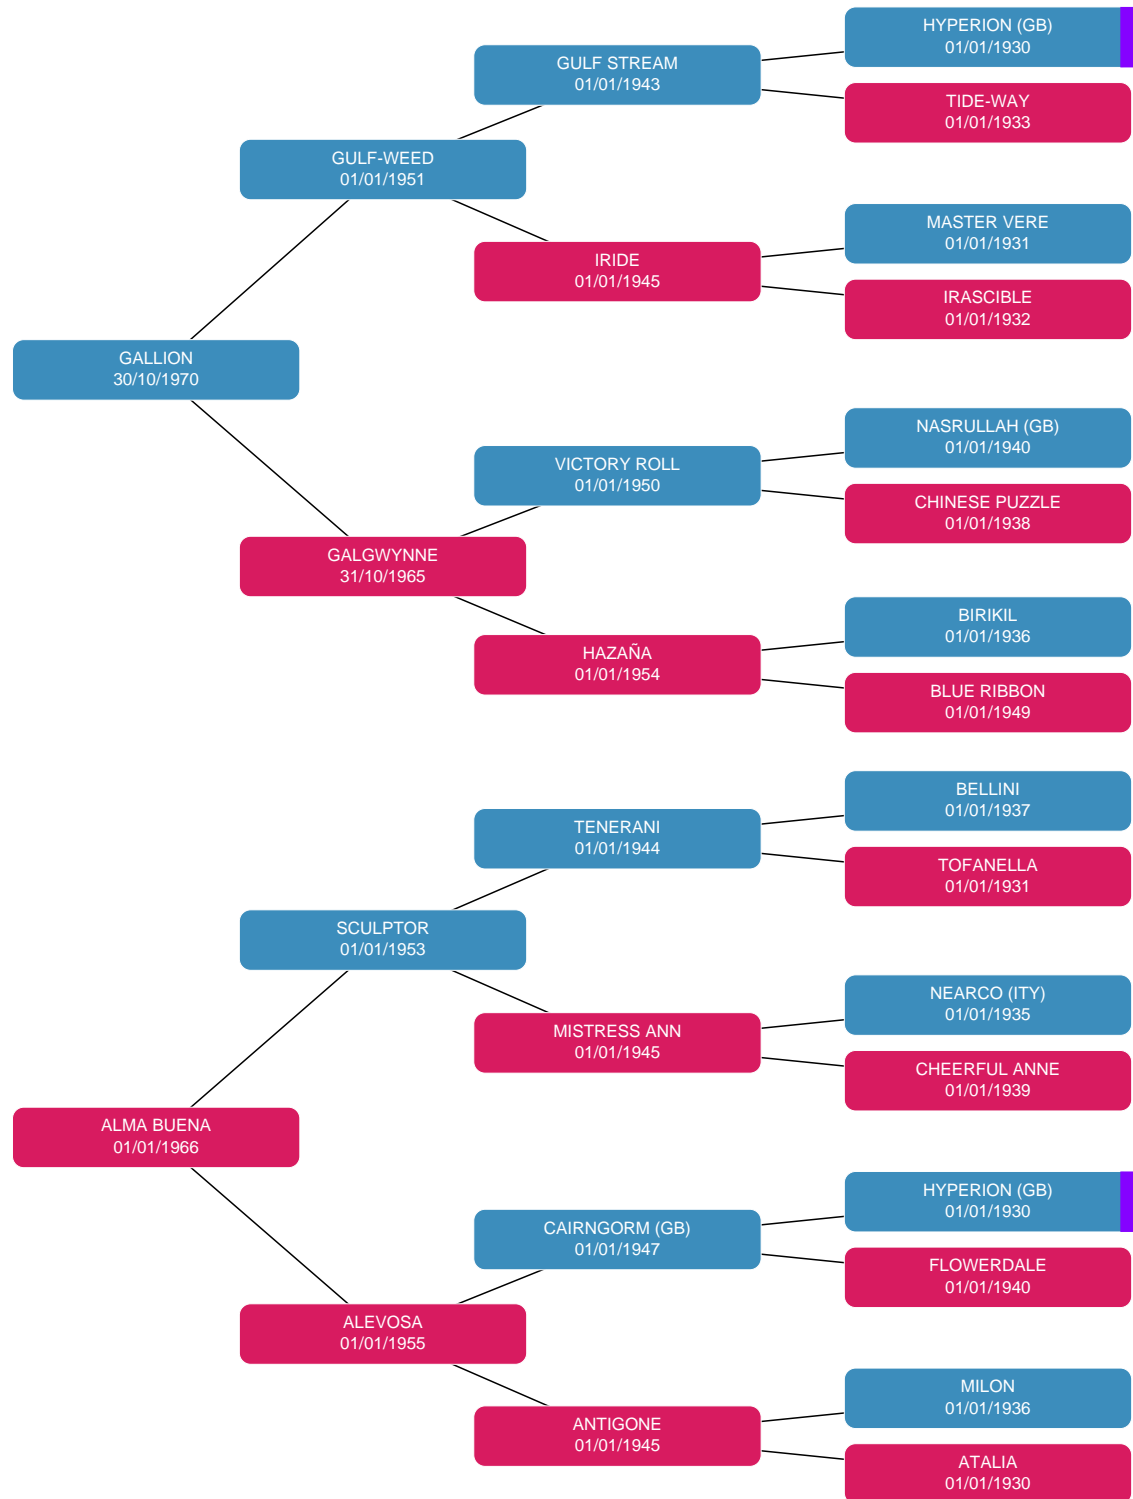 HYPERION (GB)
01/01/1930
GULF STREAM
01/01/1943
TIDE-WAY
01/01/1933
GULF-WEED
01/01/1951
MASTER VERE
01/01/1931
IRIDE
01/01/1945
IRASCIBLE
01/01/1932
GALLION
30/10/1970
NASRULLAH (GB)
01/01/1940
VICTORY ROLL
01/01/1950
CHINESE PUZZLE
01/01/1938
GALGWYNNE
31/10/1965
BIRIKIL
01/01/1936
HAZAÑA
01/01/1954
BLUE RIBBON
01/01/1949
BELLINI
01/01/1937
TENERANI
01/01/1944
TOFANELLA
01/01/1931
SCULPTOR
01/01/1953
NEARCO (ITY)
01/01/1935
MISTRESS ANN
01/01/1945
CHEERFUL ANNE
01/01/1939
ALMA BUENA
01/01/1966
HYPERION (GB)
01/01/1930
CAIRNGORM (GB)
01/01/1947
FLOWERDALE
01/01/1940
ALEVOSA
01/01/1955
MILON
01/01/1936
ANTIGONE
01/01/1945
ATALIA
01/01/1930